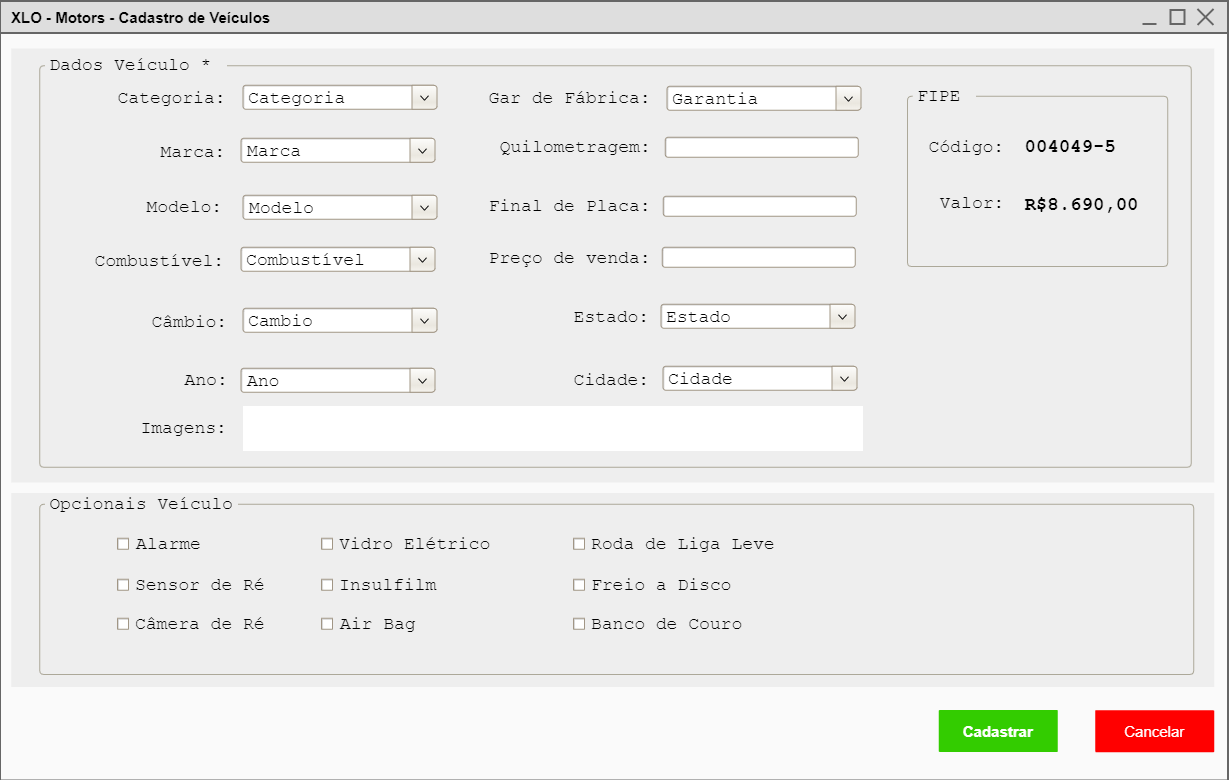 XLO - Motors - Cadastro de Veículos
Dados Veículo *
Categoria: Categoria
Marca: Marca
Modelo: Modelo
Combustível: Combustível
Câmbio: Cambio
Ano: Ano
Imagens:
Gar de Fábrica: Garantia
Quilometragem:
Final de Placa:
Preço de venda:
Estado: Estado
Cidade: Cidade
FIPE
Código: 004049-5
Valor: R$8.690,00
Opcionais Veículo
Alarme Vidro Elétrico Roda de Liga Leve
Sensor de Ré Insulfilm Freio a Disco
Câmera de Ré Air Bag Banco de Couro
Cadastrar Cancelar